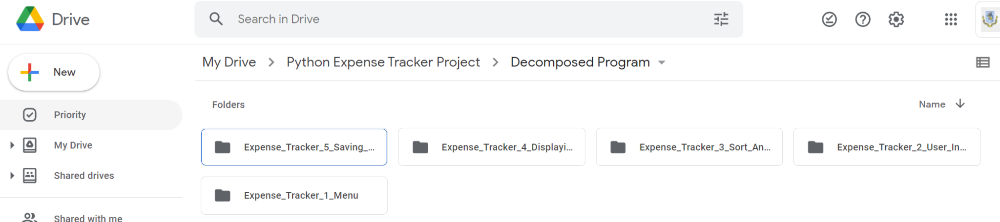 Drive
Search in Drive
New
My Drive > Python Expense Tracker Project > Decomposed Program
Priority
My Drive
Shared drives
Shared with me
Folders
Name
Expense_Tracker_5_Saving_...
Expense_Tracker_4_Displayi...
Expense_Tracker_3_Sort_An...
Expense_Tracker_2_User_In...
Expense_Tracker_1_Menu